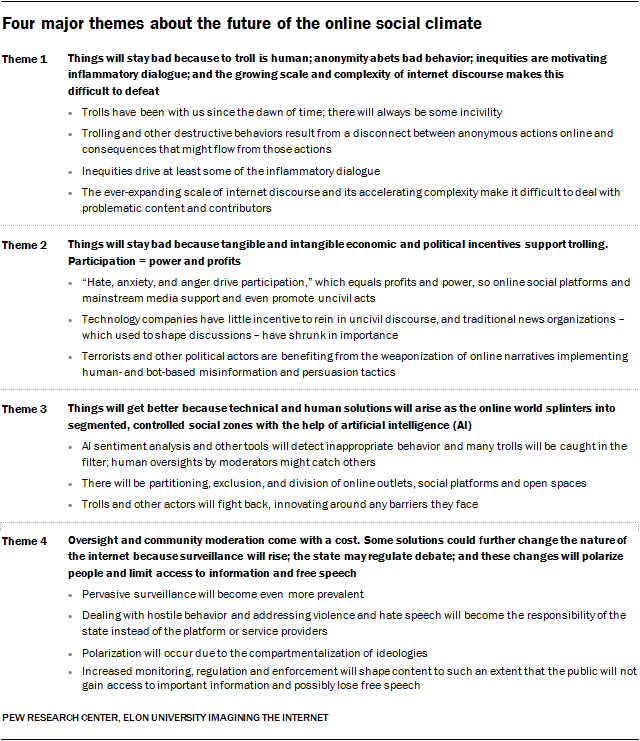 Four major themes about the future of the online social climate
Theme 1
Things will stay bad because to troll is human; anonymity abets bad behavior; inequities are motivating
inflammatory dialogue; and the growing scale and complexity of internet discourse makes this
difficult to defeat
• Trolls have been with us since the dawn of time; there will always be some incivility
• Trolling and other destructive behaviors result from a disconnect between anonymous actions online and
consequences that might flow from those actions
• Inequities drive at least some of the inflammatory dialogue
• The ever-expanding scale of internet discourse and its accelerating complexity make it difficult to deal with
problematic content and contributors
Theme 2
Things will stay bad because tangible and intangible economic and political incentives support trolling.
Participation = power and profits
• “Hate, anxiety, and anger drive participation,” which equals profits and power, so online social platforms and
mainstream media support and even promote uncivil acts
• Technology companies have little incentive to rein in uncivil discourse, and traditional news organizations –
which used to shape discussions – have shrunk in importance
• Terrorists and other political actors are benefiting from the weaponization of online narratives implementing
human- and bot-based misinformation and persuasion tactics
Theme 3
Things will get better because technical and human solutions will arise as the online world splinters into
segmented, controlled social zones with the help of artificial intelligence (AI)
• AI sentiment analysis and other tools will detect inappropriate behavior and many trolls will be caught in the
filter; human oversights by moderators might catch others
• There will be partitioning, exclusion, and division of online outlets, social platforms and open spaces
• Trolls and other actors will fight back, innovating around any barriers they face
Theme 4
Oversight and community moderation come with a cost. Some solutions could further change the nature of
the internet because surveillance will rise; the state may regulate debate; and these changes will polarize
people and limit access to information and free speech
• Pervasive surveillance will become even more prevalent
• Dealing with hostile behavior and addressing violence and hate speech will become the responsibility of the
state instead of the platform or service providers
• Polarization will occur due to the compartmentalization of ideologies
• Increased monitoring, regulation and enforcement will shape content to such an extent that the public will not
gain access to important information and possibly lose free speech
PEW RESEARCH CENTER, ELON UNIVERSITY IMAGINING THE INTERNET